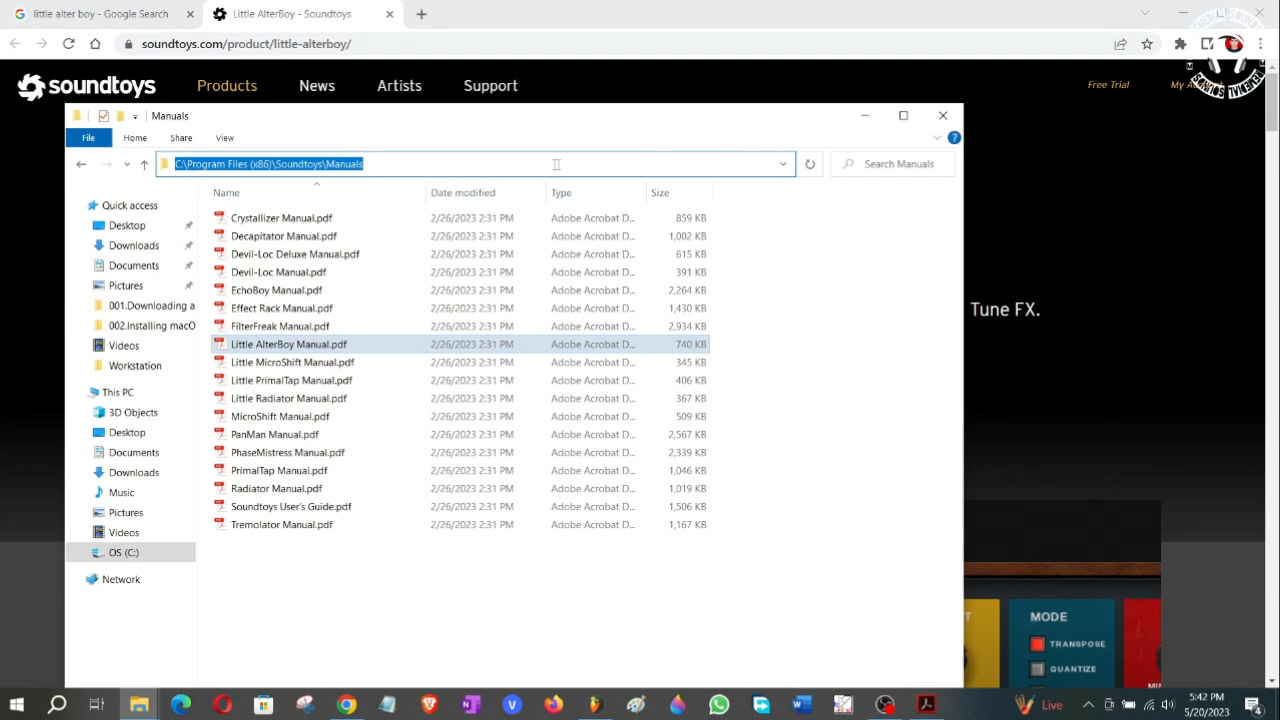 little alter boy - Google Search
Little AlterBoy - Soundtoys
soundtoys.com/product/little-alterboy/
soundtoys
Products
News
Artists
Support
Free Trial
Manuals
File
Home
Share
View
C:\Program Files (x86)\Soundtoys\Manuals
Search Manuals
Name
Date modified
Type
Size
Quick access
Desktop
Downloads
Documents
Pictures
001.Downloading a
002.Installing macO
Videos
Workstation
This PC
3D Objects
Desktop
Documents
Downloads
Music
Pictures
Videos
OS (C:)
Network
Crystallizer Manual.pdf 2/26/2023 2:31 PM Adobe Acrobat D... 859 KB
Decapitator Manual.pdf 2/26/2023 2:31 PM Adobe Acrobat D... 1,002 KB
Devil-Loc Deluxe Manual.pdf 2/26/2023 2:31 PM Adobe Acrobat D... 615 KB
Devil-Loc Manual.pdf 2/26/2023 2:31 PM Adobe Acrobat D... 391 KB
EchoBoy Manual.pdf 2/26/2023 2:31 PM Adobe Acrobat D... 2,264 KB
Effect Rack Manual.pdf 2/26/2023 2:31 PM Adobe Acrobat D... 1,430 KB
FilterFreak Manual.pdf 2/26/2023 2:31 PM Adobe Acrobat D... 2,934 KB
Little AlterBoy Manual.pdf 2/26/2023 2:31 PM Adobe Acrobat D... 740 KB
Little MicroShift Manual.pdf 2/26/2023 2:31 PM Adobe Acrobat D... 345 KB
Little PrimalTap Manual.pdf 2/26/2023 2:31 PM Adobe Acrobat D... 406 KB
Little Radiator Manual.pdf 2/26/2023 2:31 PM Adobe Acrobat D... 367 KB
MicroShift Manual.pdf 2/26/2023 2:31 PM Adobe Acrobat D... 509 KB
PanMan Manual.pdf 2/26/2023 2:31 PM Adobe Acrobat D... 2,567 KB
PhaseMistress Manual.pdf 2/26/2023 2:31 PM Adobe Acrobat D... 2,339 KB
PrimalTap Manual.pdf 2/26/2023 2:31 PM Adobe Acrobat D... 1,046 KB
Radiator Manual.pdf 2/26/2023 2:31 PM Adobe Acrobat D... 1,019 KB
Soundtoys User's Guide.pdf 2/26/2023 2:31 PM Adobe Acrobat D... 1,506 KB
Tremolator Manual.pdf 2/26/2023 2:31 PM Adobe Acrobat D... 1,167 KB
Tune FX.
MODE
TRANSPOSE
QUANTIZE
Live
5:42 PM
5/20/2023
4